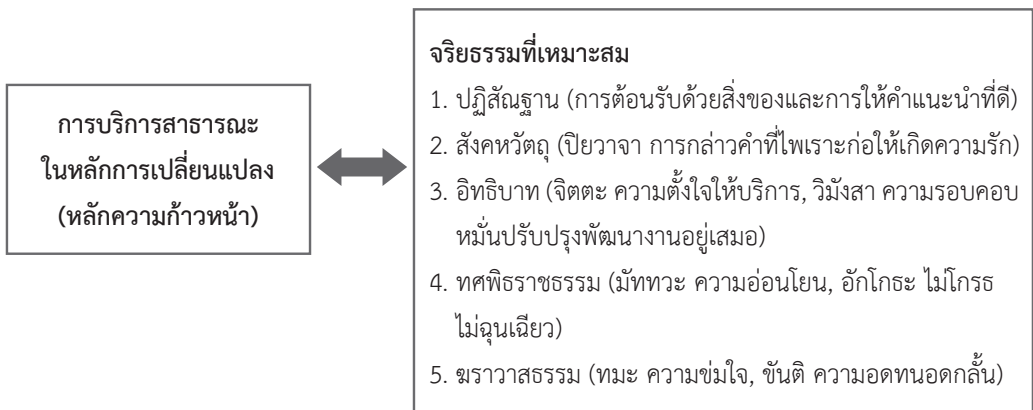 การบริการสาธารณะ
ในหลักการเปลี่ยนแปลง
(หลักความก้าวหน้า)
จริยธรรมที่เหมาะสม
1. ปฏิสัณฐาน (การต้อนรับด้วยสิ่งของและการให้คำแนะนำที่ดี)
2. สังคหวัตถุ (ปิยวาจา การกล่าวคำที่ไพเราะก่อให้เกิดความรัก)
3. อิทธิบาท (จิตตะ ความตั้งใจให้บริการ, วิมังสา ความรอบคอบ
หมั่นปรับปรุงพัฒนางานอยู่เสมอ)
4. ทศพิธราชธรรม (มัททวะ ความอ่อนโยน, อักโกธะ ไม่โกรธ
ไม่ฉุนเฉียว)
5. ฆราวาสธรรม (ทมะ ความข่มใจ, ขันติ ความอดทนอดกลั้น)